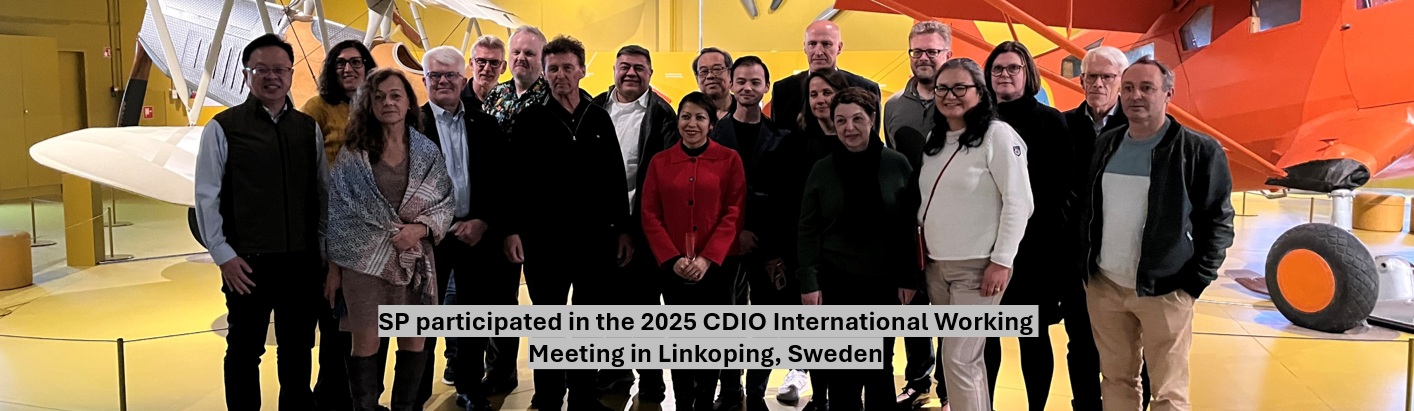 SP participated in the 2025 CDIO International Working
Meeting in Linkoping, Sweden